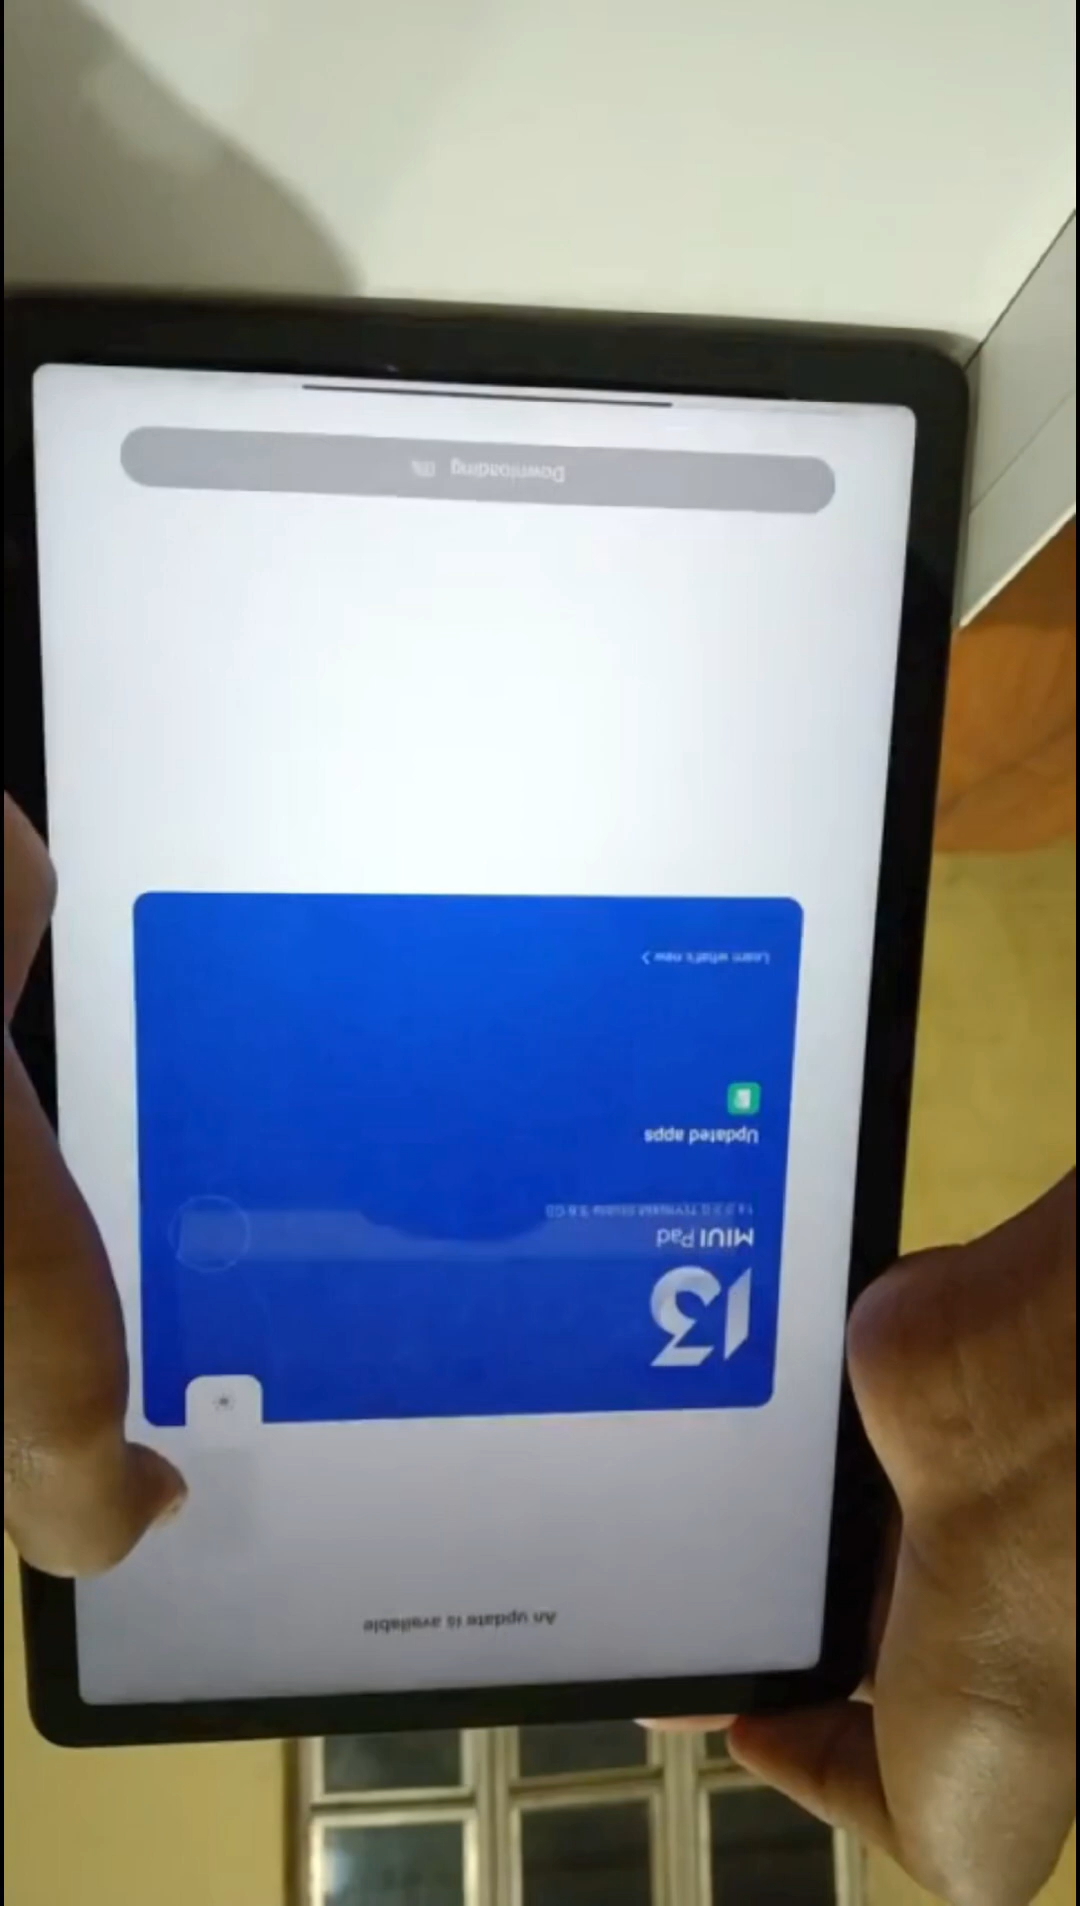 An update is available
13
MIUI Pad
Updated apps
Learn what's new >
Downloading